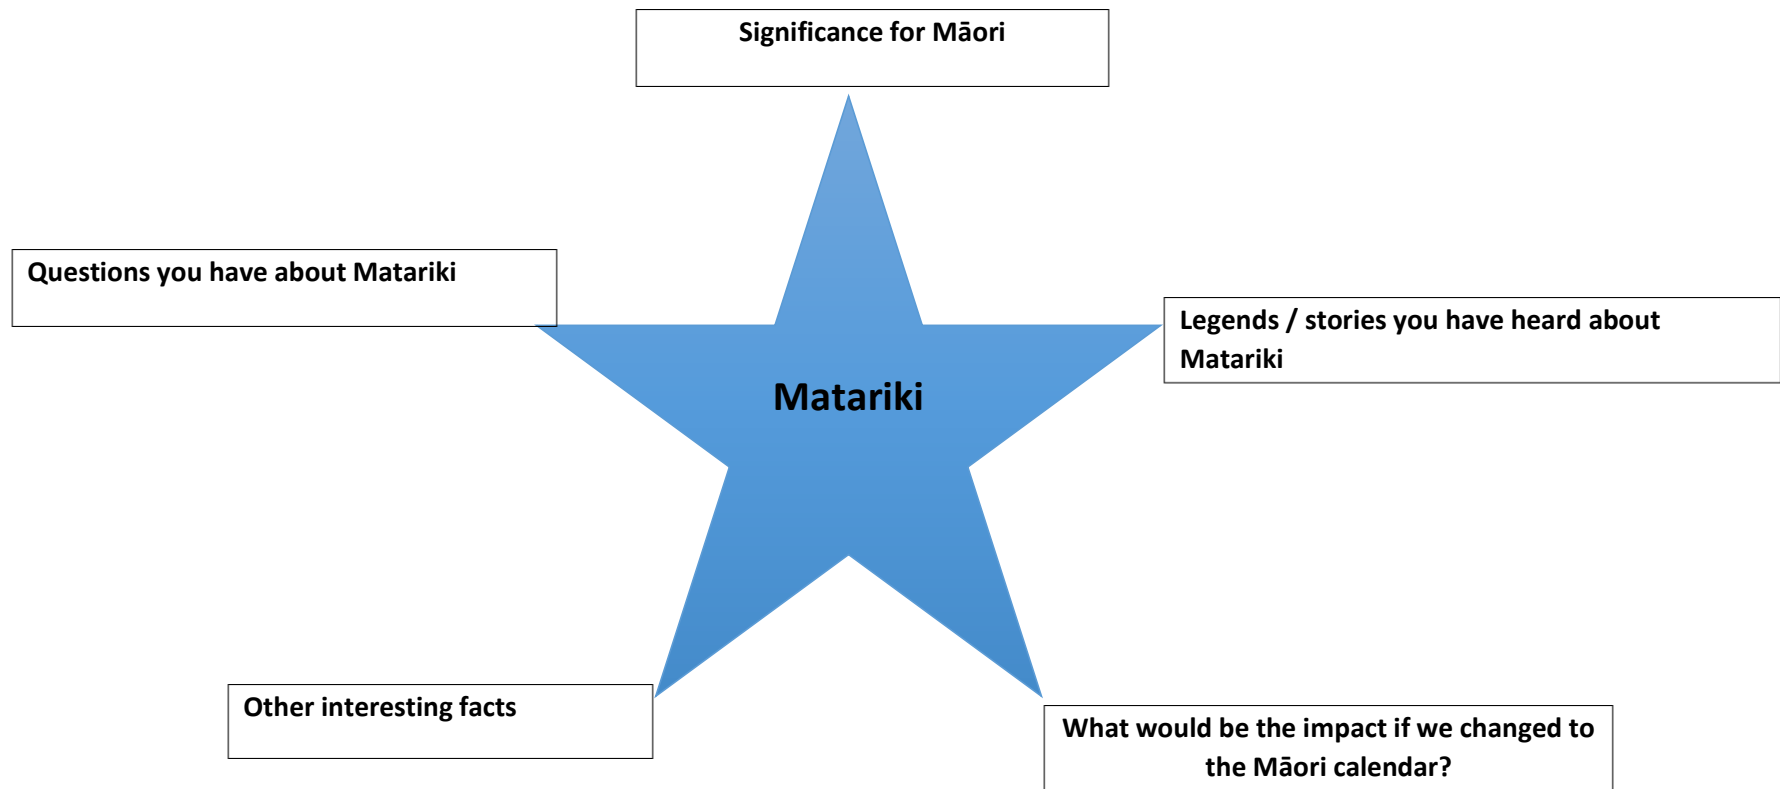 Significance for Māori
Questions you have about Matariki
Legends / stories you have heard about
Matariki
Matariki
Other interesting facts
What would be the impact if we changed to
the Māori calendar?